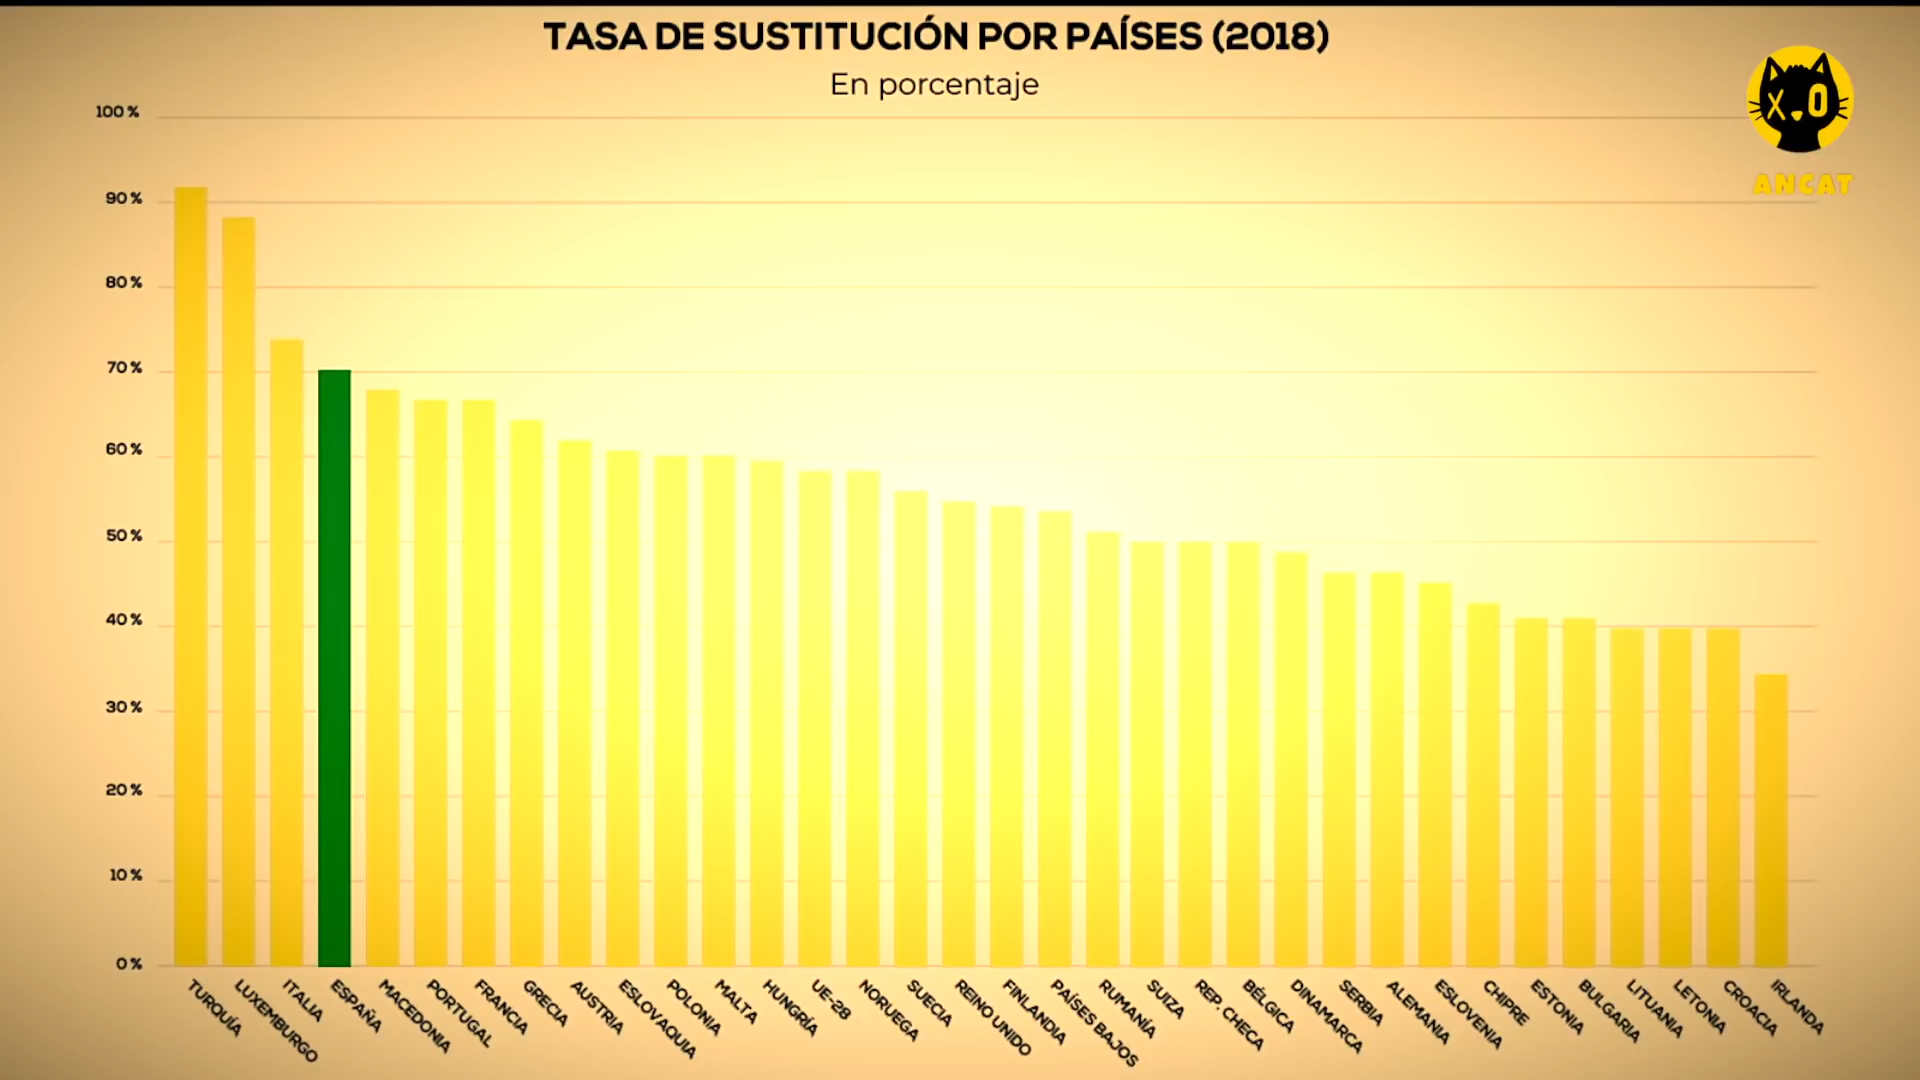 TASA DE SUSTITUCIÓN POR PAÍSES (2018)
En porcentaje
X O
ANCAT
100%
90%
80%
70%
60%
50%
40%
30%
20%
10%
0%
TURQUÍA
LUXEMBURGO
ITALIA
ESPAÑA
MACEDONIA
PORTUGAL
FRANCIA
GRECIA
AUSTRIA
ESLOVAQUIA
POLONIA
MALTA
HUNGRÍA
UE-28
NORUEGA
SUECIA
REINO UNIDO
FINLANDIA
PAÍSES BAJOS
RUMANÍA
SUIZA
REP. CHECA
BÉLGICA
DINAMARCA
SERBIA
ALEMANIA
ESLOVENIA
CHIPRE
ESTONIA
BULGARIA
LITUANIA
LETONIA
CROACIA
IRLANDA